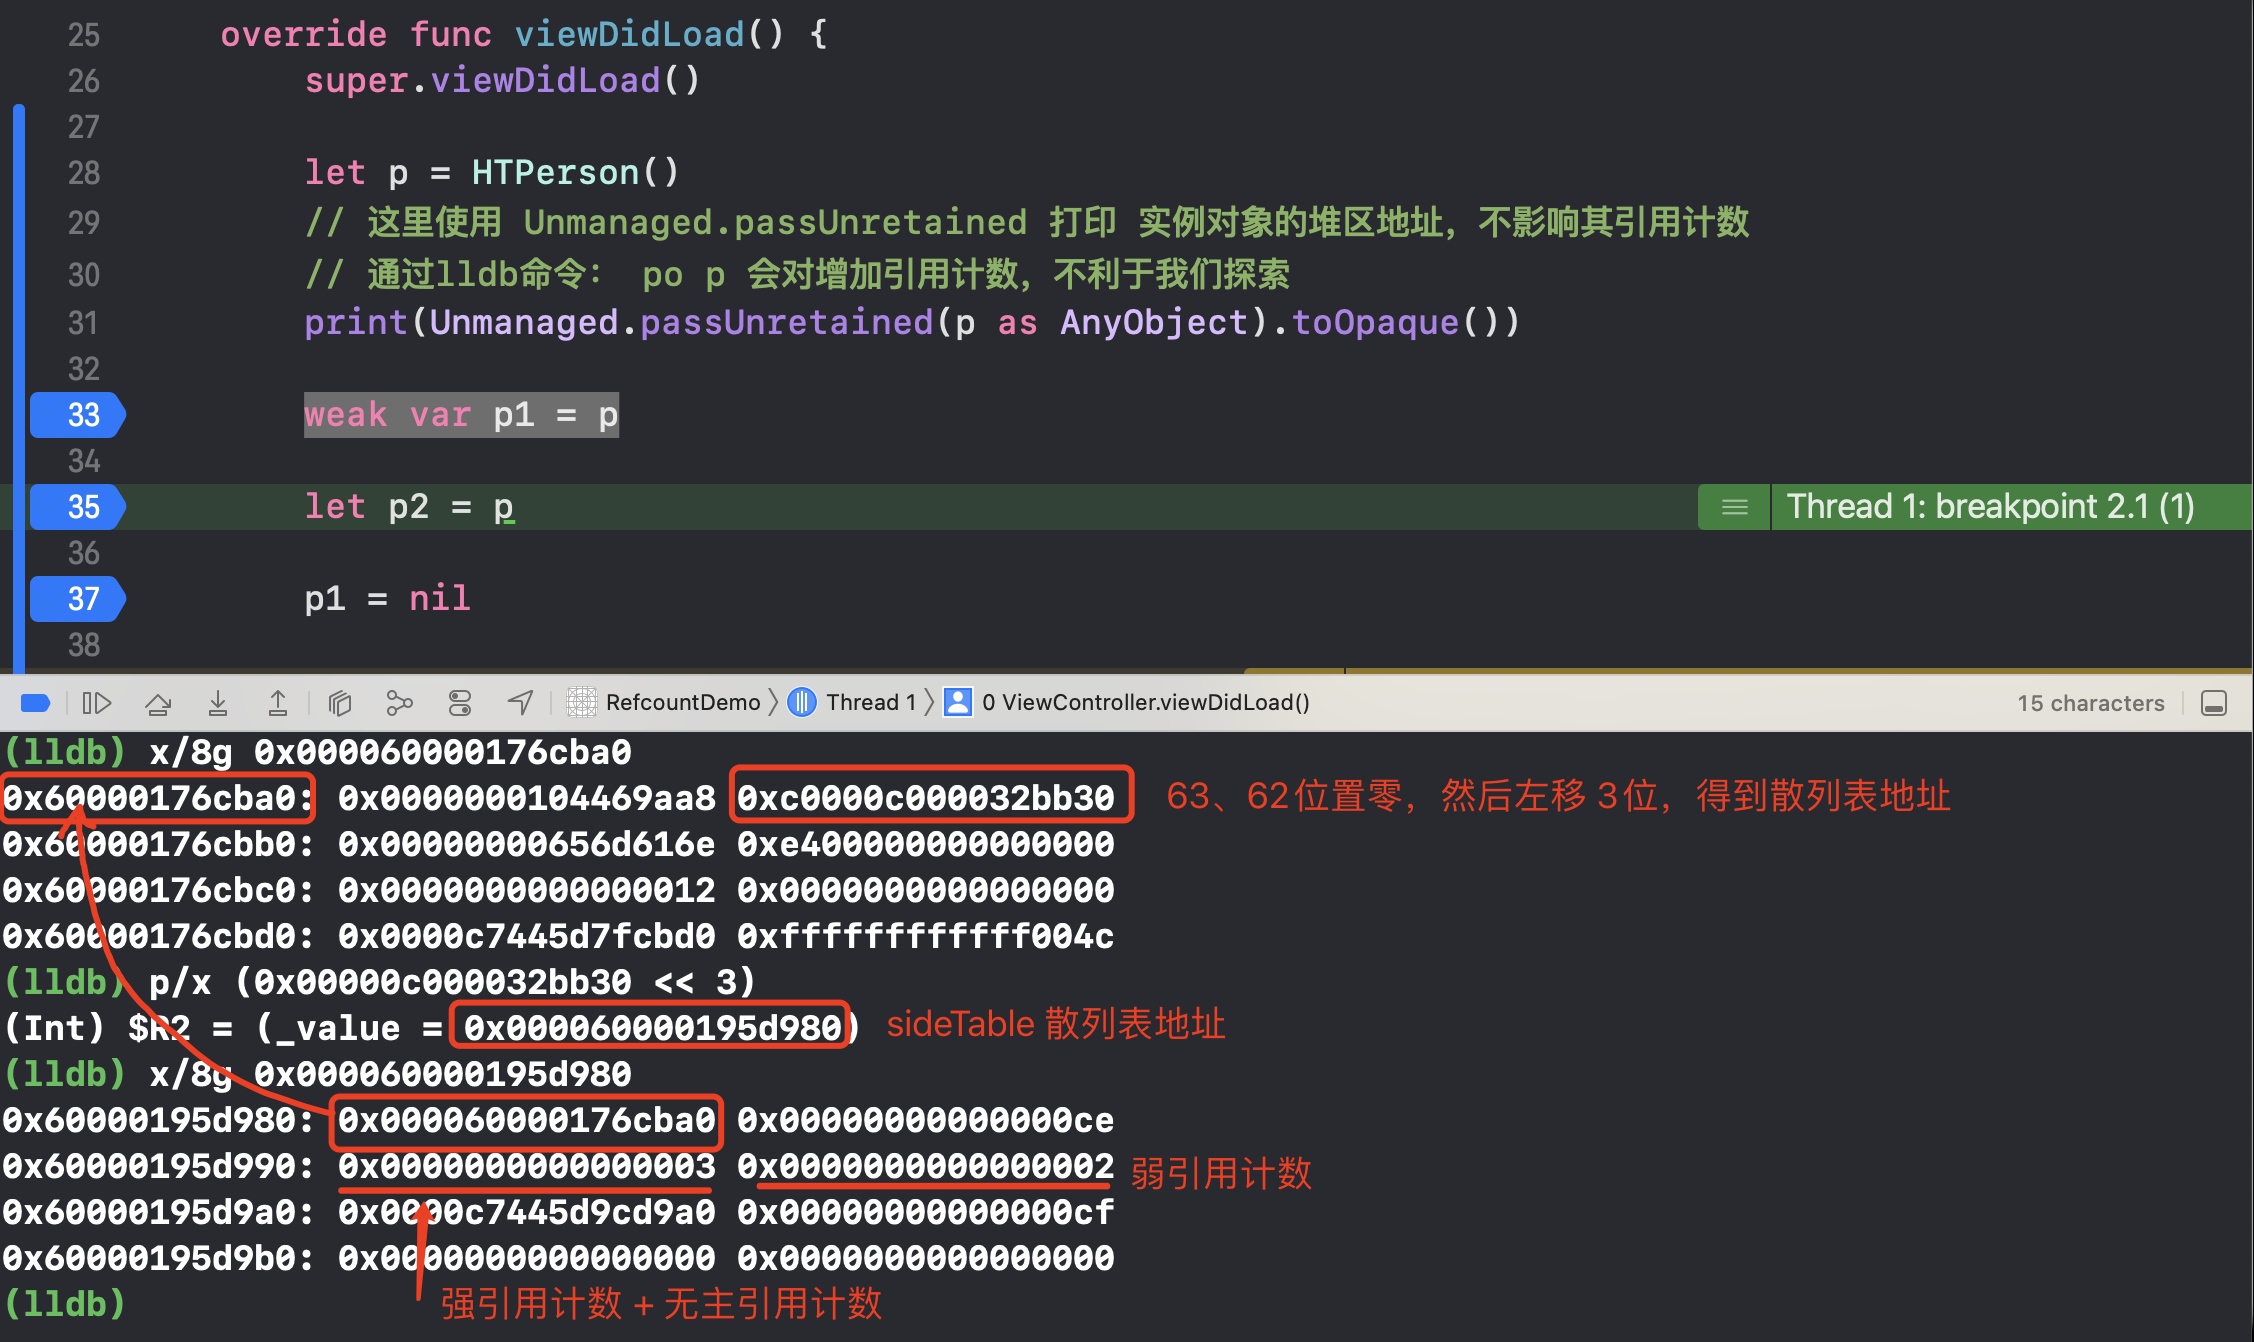 25 override func viewDidLoad() {
26 super.viewDidLoad()
27
28 let p = HTPerson()
29 // 这里使用 Unmanaged.passUnretained 打印 实例对象的堆区地址，不影响其引用计数
30 // 通过lldb命令： po p 会对增加引用计数，不利于我们探索
31 print(Unmanaged.passUnretained(p as AnyObject).toOpaque())
32
33 weak var p1 = p
34
35 let p2 = p Thread 1: breakpoint 2.1 (1)
36
37 p1 = nil
38
RefcountDemo Thread 1 0 ViewController.viewDidLoad() 15 characters
(lldb) x/8g 0x000060000176cba0
0x60000176cba0: 0x0000000104469aa8 0xc0000c000032bb30 63、62位置零，然后左移 3位，得到散列表地址
0x60000176cbb0: 0x00000000656d616e 0xe400000000000000
0x60000176cbc0: 0x0000000000000012 0x0000000000000000
0x60000176cbd0: 0x0000c7445d7fcbd0 0xffffffffffff004c
(lldb) p/x (0x00000c000032bb30 << 3)
(Int) $R2 = (_value = 0x000060000195d980) sideTable 散列表地址
(lldb) x/8g 0x000060000195d980
0x60000195d980: 0x000060000176cba0 0x00000000000000ce
0x60000195d990: 0x0000000000000003 0x0000000000000002 弱引用计数
0x60000195d9a0: 0x0000c7445d9cd9a0 0x00000000000000cf
0x60000195d9b0: 0x0000000000000000 0x0000000000000000
(lldb) 强引用计数 + 无主引用计数